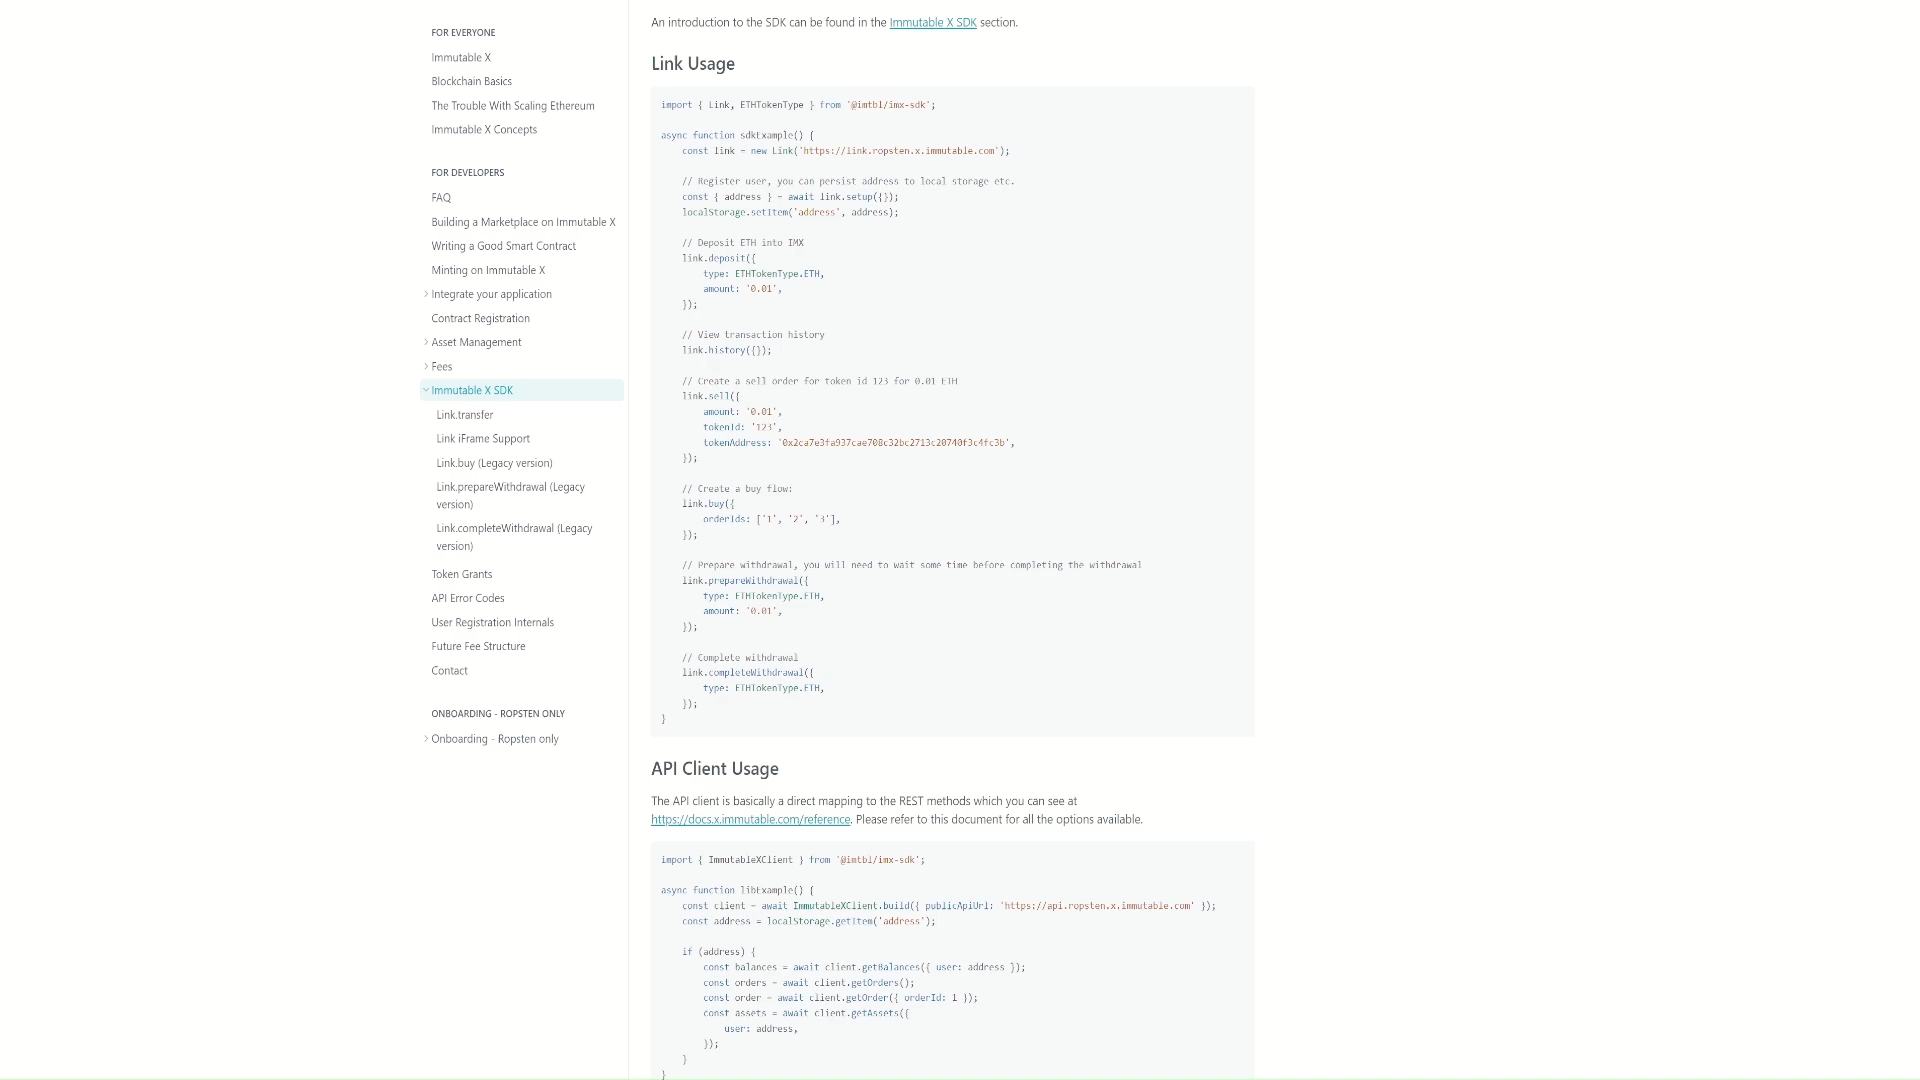 FOR EVERYONE
Immutable X
Blockchain Basics
The Trouble With Scaling Ethereum
Immutable X Concepts
FOR DEVELOPERS
FAQ
Building a Marketplace on Immutable X
Writing a Good Smart Contract
Minting on Immutable X
Integrate your application
Contract Registration
Asset Management
Fees
Immutable X SDK
Link.transfer
Link iFrame Support
Link.buy (Legacy version)
Link.prepareWithdrawal (Legacy
version)
Link.completeWithdrawal (Legacy
version)
Token Grants
API Error Codes
User Registration Internals
Future Fee Structure
Contact
ONBOARDING - ROPSTEN ONLY
Onboarding - Ropsten only
An introduction to the SDK can be found in the Immutable X SDK section.
Link Usage
import { Link, ETHTokenType } from '@imtbl/imx-sdk';
async function sdkExample() {
const link = new Link('https://link.ropsten.x.immutable.com');
// Register user, you can persist address to local storage etc.
const { address } = await link.setup({});
localStorage.setItem('address', address);
// Deposit ETH into IMX
link.deposit({
type: ETHTokenType.ETH,
amount: '0.01',
});
// View transaction history
link.history({});
// Create a sell order for token id 123 for 0.01 ETH
link.sell({
amount: '0.01',
tokenId: '123',
tokenAddress: '0x2ca7e3fa937cae708c32bc2713c20740f3c4fc3b',
});
// Create a buy flow:
link.buy({
orderIds: ['1', '2', '3'],
});
// Prepare withdrawal, you will need to wait some time before completing the withdrawal
link.prepareWithdrawal({
type: ETHTokenType.ETH,
amount: '0.01',
});
// Complete withdrawal
link.completeWithdrawal({
type: ETHTokenType.ETH,
});
}
API Client Usage
The API client is basically a direct mapping to the REST methods which you can see at
https://docs.x.immutable.com/reference. Please refer to this document for all the options available.
import { ImmutableXClient } from '@imtbl/imx-sdk';
async function libExample() {
const client = await ImmutableXClient.build({ publicApiUrl: 'https://api.ropsten.x.immutable.com' });
const address = localStorage.getItem('address');
if (address) {
const balances = await client.getBalances({ user: address });
const orders = await client.getOrders();
const order = await client.getOrder({ orderId: 1 });
const assets = await client.getAssets({
user: address,
});
}
}